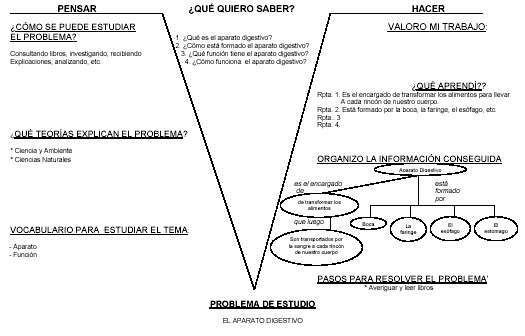 PENSAR
¿CÓMO SE PUEDE ESTUDIAR
EL PROBLEMA?
Consultando libros, investigando, recibiendo
Explicaciones, analizando, etc.
¿QUÉ TEORÍAS EXPLICAN EL PROBLEMA?
* Ciencia y Ambiente
* Ciencias Naturales
VOCABULARIO PARA ESTUDIAR EL TEMA:
- Aparato
- Función
¿QUÉ QUIERO SABER?
1. ¿Qué es el aparato digestivo?
2. ¿Cómo está formado el aparato digestivo?
3. ¿Qué función tiene el aparato digestivo?
4. ¿Cómo funciona el aparato digestivo?
HACER
VALORO MI TRABAJO:
¿QUÉ APRENDÍ??
Rpta. 1. Es el encargado de transformar los alimentos para llevar
A cada rincón de nuestro cuerpo.
Rpta. 2. Está formado por la boca, la faringe, el esófago, etc.
Rpta.. 3
Rpta. 4.
ORGANIZO LA INFORMACIÓN CONSEGUIDA
Aparato Digestivo
es el encargado
de
está
formado
por
de transformar los
alimentos
que luego
Son transportados por
la sangre a cada rincón
de nuestro cuerpo
Boca
La
faringe
El
esófago
El
estomago
PASOS PARA RESOLVER EL PROBLEMA'
* Averiguar y leer libros
PROBLEMA DE ESTUDIO
EL APARATO DIGESTIVO